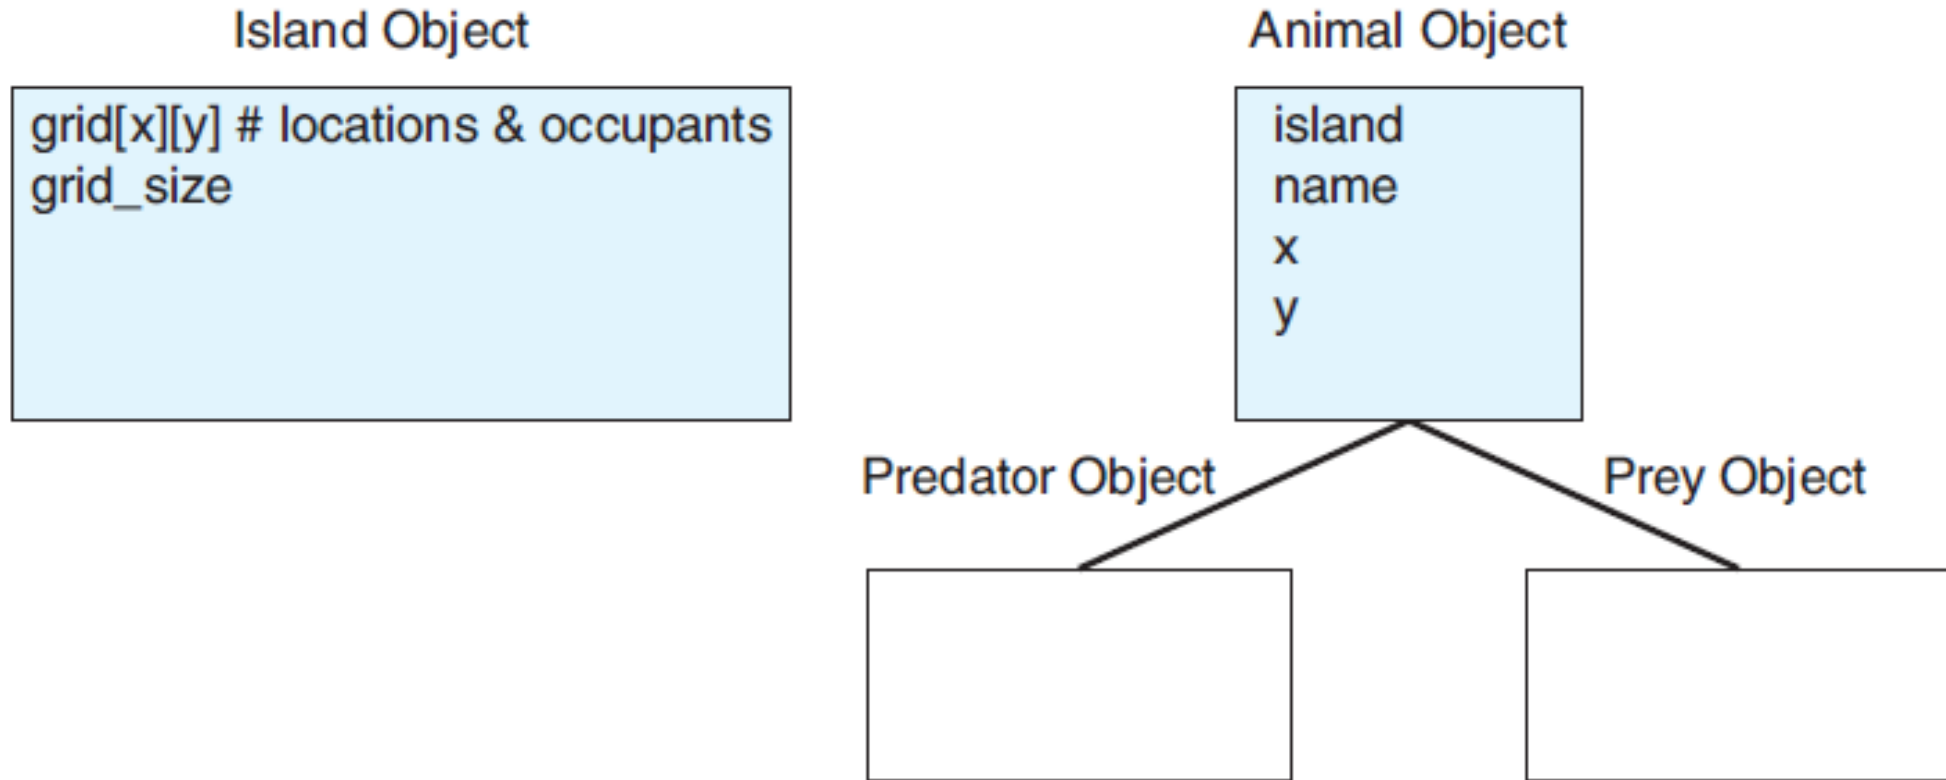 Island Object
grid[x][y] # locations & occupants
grid_size
Animal Object
island
name
x
y
Predator Object
Prey Object